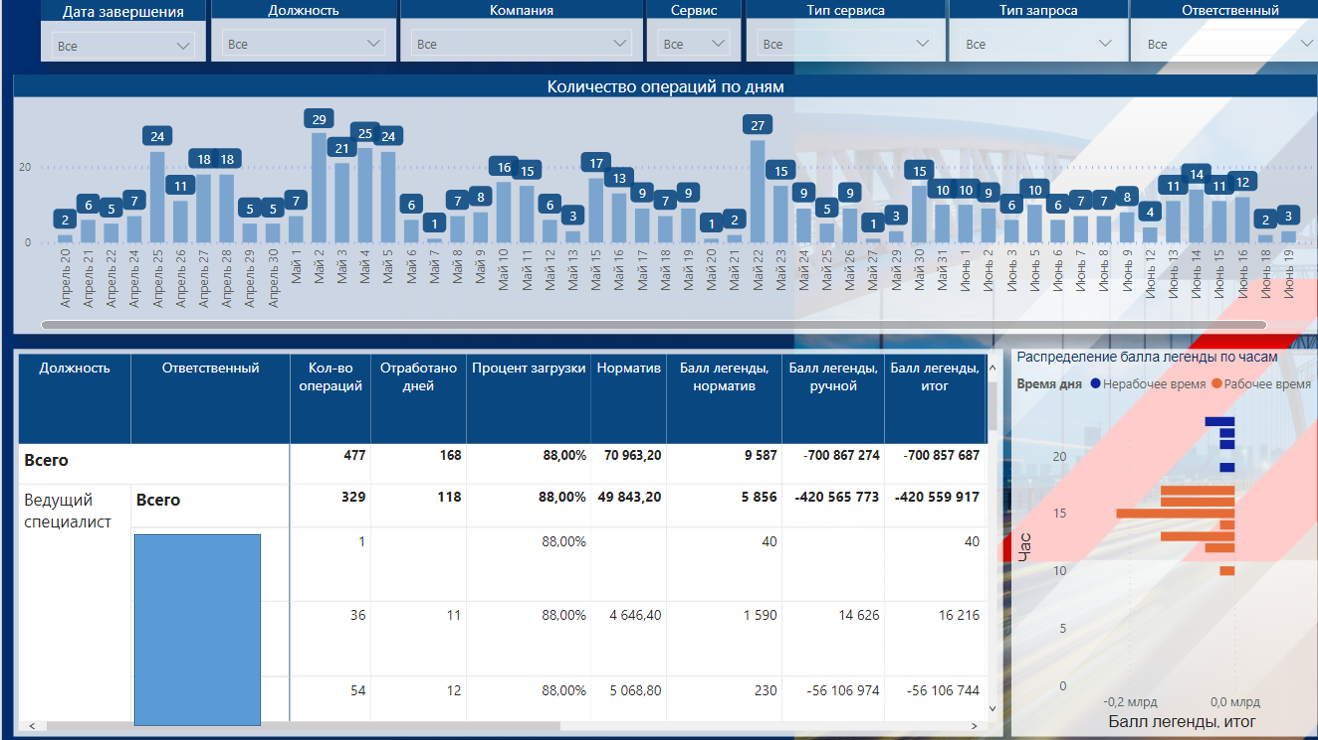 Дата завершения
Должность
Компания
Сервис
Тип сервиса
Тип запроса
Ответственный
Все
Все
Все
Все
Все
Все
Все
Количество операций по дням
20
0
2 6 5 7 24 11 18 18 5 5 7 29 21 25 24 6 1 7 8 16 15 6 3 17 13 9 7 9 1 2 27 15 9 5 9 1 3 15 10 10 9 6 10 6 7 7 8 4 11 14 11 12 2 3
Апрель 20
Апрель 21
Апрель 22
Апрель 24
Апрель 25
Апрель 26
Апрель 27
Апрель 28
Апрель 29
Апрель 30
Май 1
Май 2
Май 3
Май 4
Май 5
Май 6
Май 7
Май 8
Май 9
Май 10
Май 11
Май 12
Май 13
Май 15
Май 16
Май 17
Май 18
Май 19
Май 20
Май 21
Май 22
Май 23
Май 24
Май 25
Май 26
Май 27
Май 29
Май 30
Май 31
Июнь 1
Июнь 2
Июнь 3
Июнь 5
Июнь 6
Июнь 7
Июнь 8
Июнь 9
Июнь 12
Июнь 13
Июнь 14
Июнь 15
Июнь 16
Июнь 18
Июнь 19
Должность Ответственный Кол-во операций Отработано дней Процент загрузки Норматив Балл легенды, норматив Балл легенды, ручной Балл легенды, итог
Всего 477 168 88,00% 70 963,20 9 587 -700 867 274 -700 857 687
Ведущий специалист Всего 329 118 88,00% 49 843,20 5 856 -420 565 773 -420 559 917
1 88,00% 40 40
36 11 88,00% 4 646,40 1 590 14 626 16 216
54 12 88,00% 5 068,80 230 -56 106 974 -56 106 744
Распределение балла легенды по часам
Время дня Нерабочее время Рабочее время
Час
20
15
10
5
0
-0,2 млрд 0,0 млрд
Балл легенды, итог